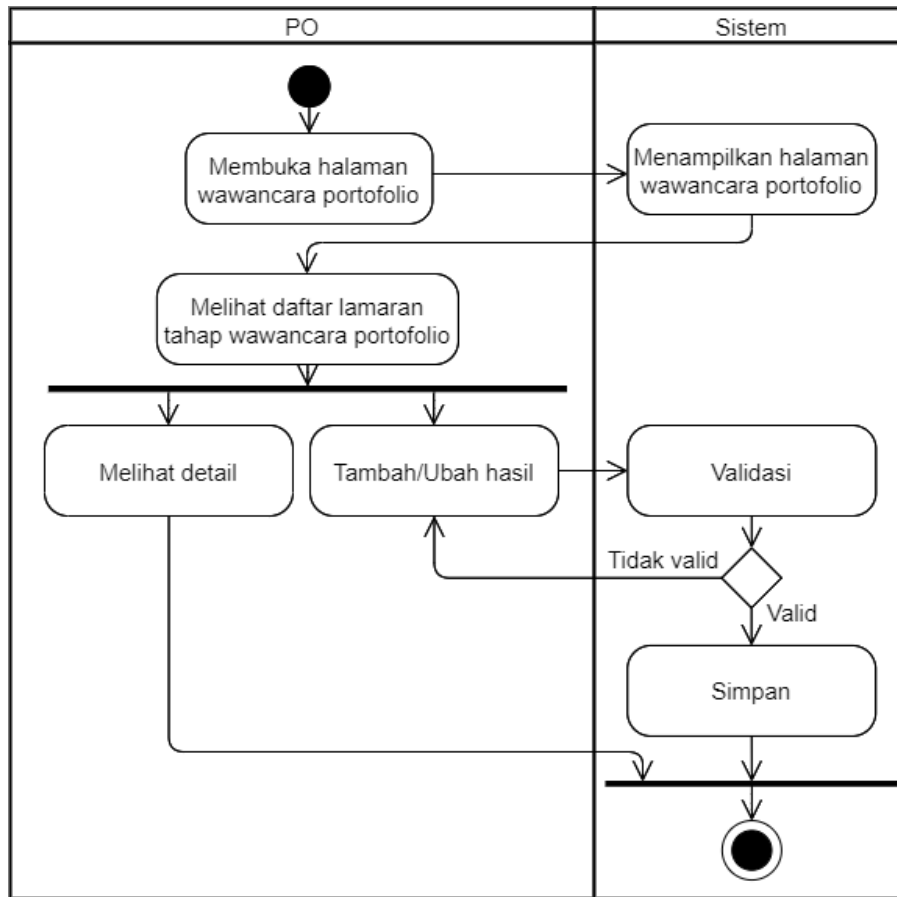 PO
Sistem
Membuka halaman
wawancara portofolio
Menampilkan halaman
wawancara portofolio
Melihat daftar lamaran
tahap wawancara portofolio
Melihat detail
Tambah/Ubah hasil
Validasi
Tidak valid
Valid
Simpan